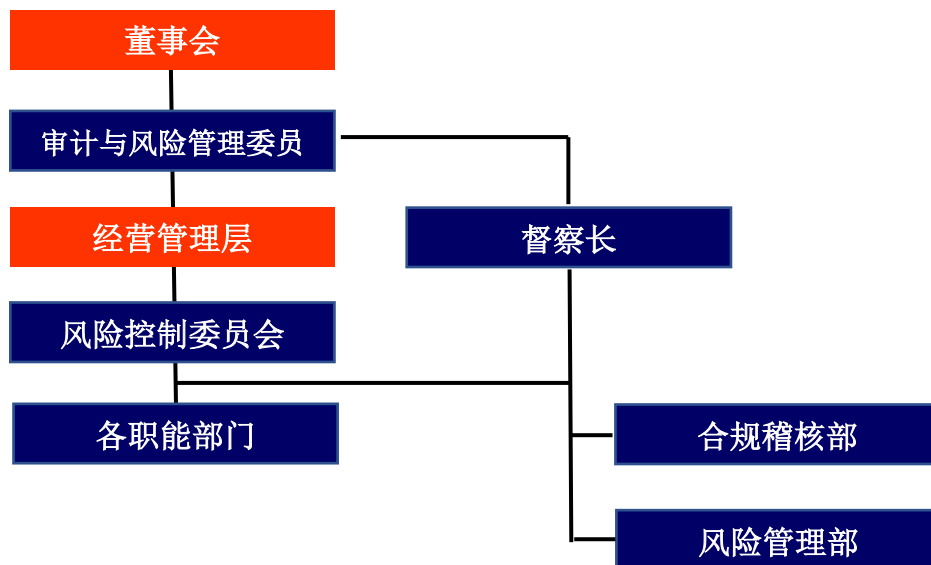 董事会
审计与风险管理委员
经营管理层
督察长
风险控制委员会
各职能部门
合规稽核部
风险管理部